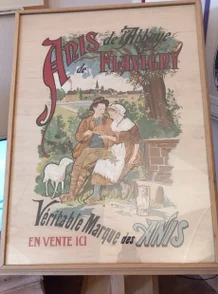 ANIS de l'Abbaye
de FLAVIGNY
Véritable Marque des ANIS
EN VENTE ICI